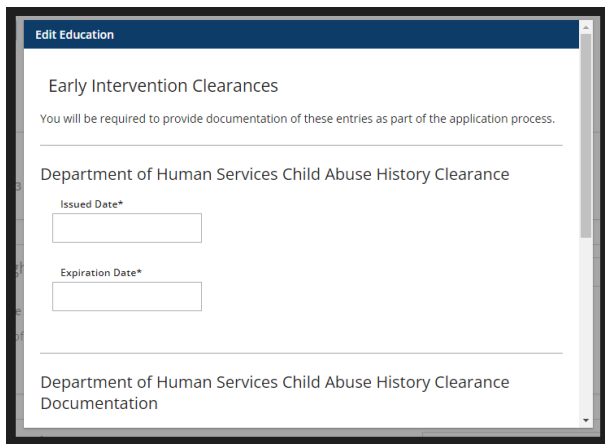 Edit Education
Early Intervention Clearances
You will be required to provide documentation of these entries as part of the application process.
Department of Human Services Child Abuse History Clearance
Issued Date*
Expiration Date*
Department of Human Services Child Abuse History Clearance
Documentation